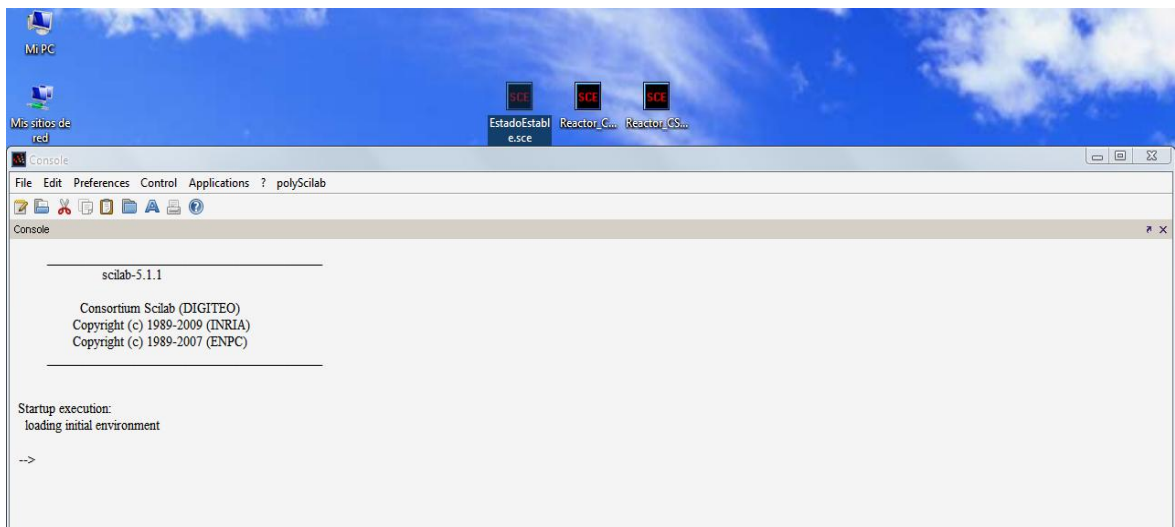 Mi PC
Mis sitios de
red
SCE
SCE
SCE
EstadoEstabl
e.sce
Reactor_C...
Reactor_CS...
Console
File Edit Preferences Control Applications ? polyScilab
Console
scilab-5.1.1
Consortium Scilab (DIGITEO)
Copyright (c) 1989-2009 (INRIA)
Copyright (c) 1989-2007 (ENPC)
Startup execution:
loading initial environment
-->